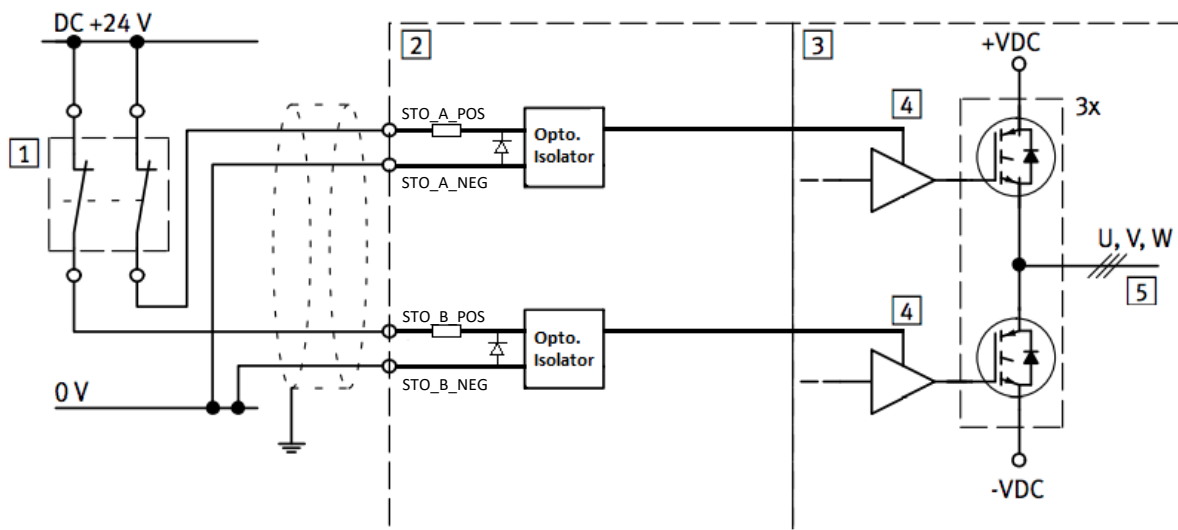 DC +24 V
2
3
+VDC
STO_A_POS
4
3x
1
Opto.
Isolator
STO_A_NEG
U, V, W
5
STO_B_POS
4
Opto.
Isolator
STO_B_NEG
0 V
-VDC